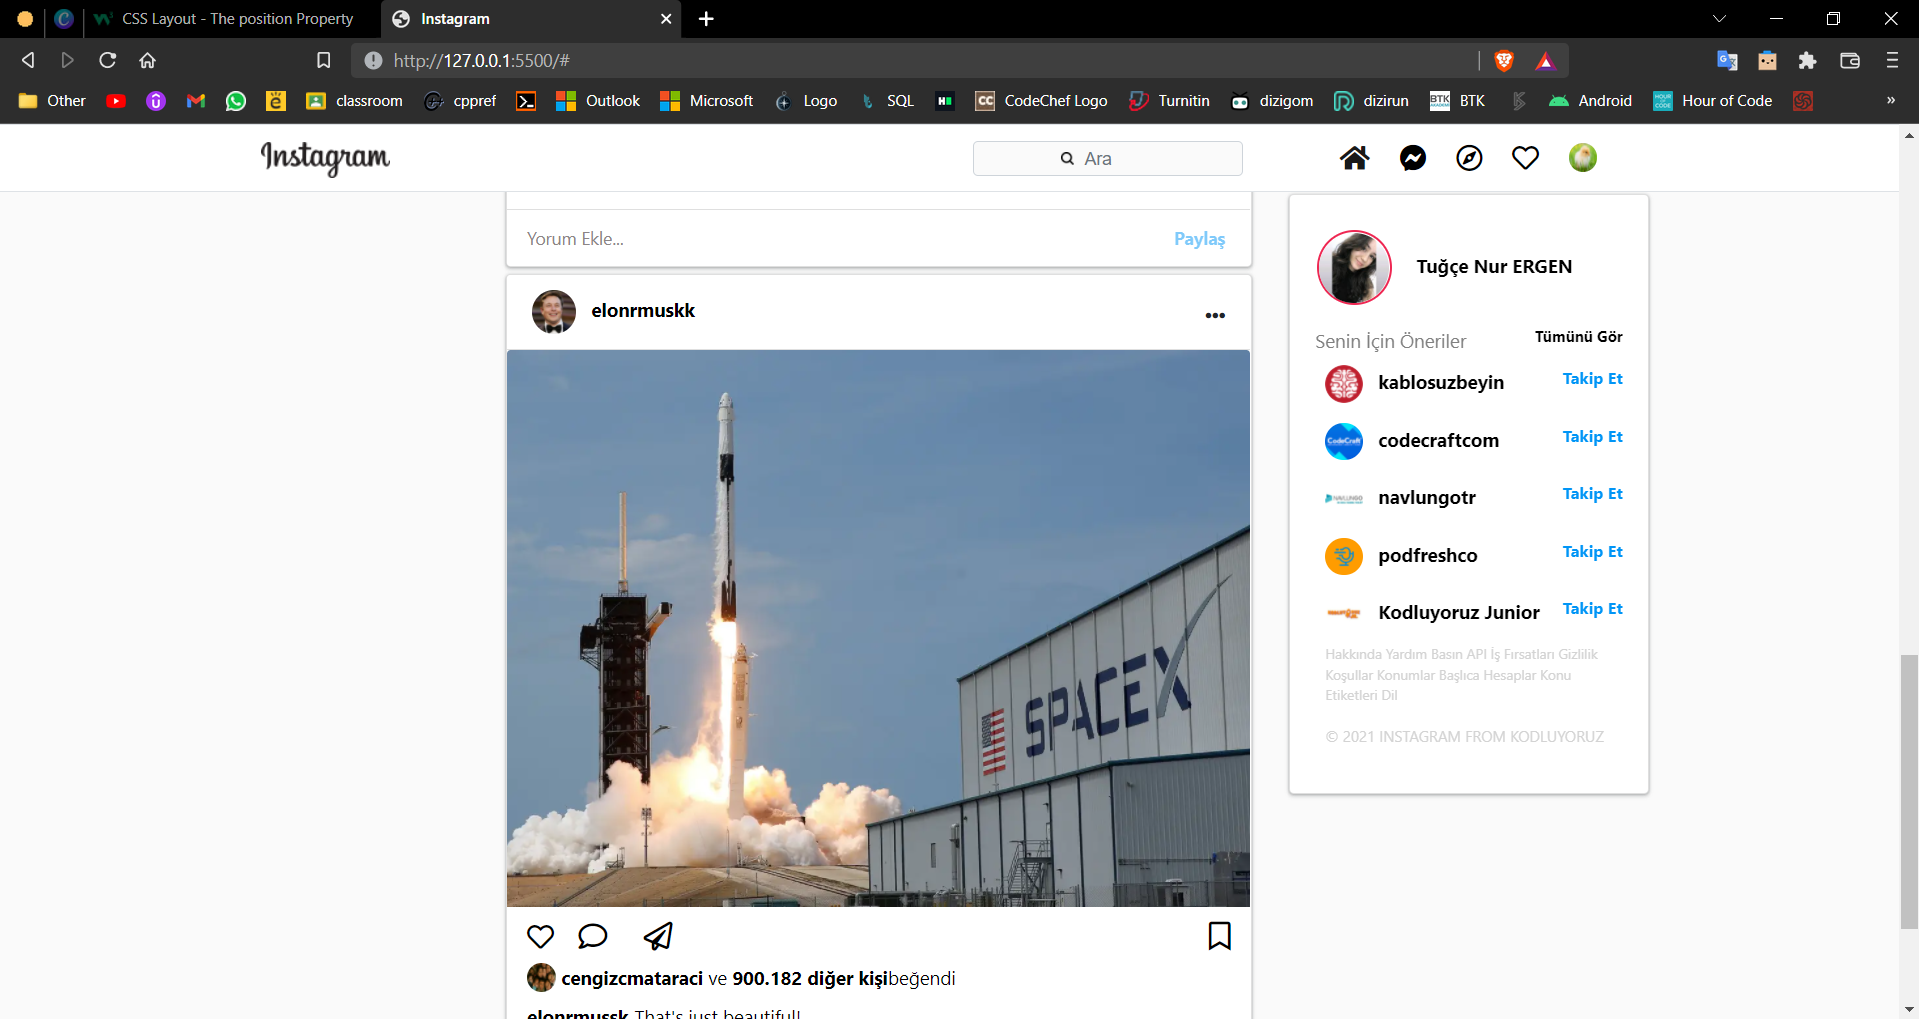 CSS Layout - The position Property
Instagram
http://127.0.0.1:5500/#
Other
classroom
cppref
Outlook
Microsoft
Logo
SQL
CodeChef Logo
Turnitin
dizigom
dizirun
BTK
BTK
Android
Hour of Code
»
Instagram
Ara
Yorum Ekle...
Paylaş
elonrmuskk
SPACEX
cengizcmataraci ve 900.182 diğer kişibeğendi
elonrmussk That's just beautiful!
Tuğçe Nur ERGEN
Senin İçin Öneriler
Tümünü Gör
kablosuzbeyin
Takip Et
CodeCraft
codecraftcom
Takip Et
NAVLUNGO
navlungotr
Takip Et
podfreshco
Takip Et
Kodluyoruz Junior
Takip Et
Hakkında Yardım Basın API İş Fırsatları Gizlilik
Koşullar Konumlar Başlıca Hesaplar Konu
Etiketleri Dil
© 2021 INSTAGRAM FROM KODLUYORUZ